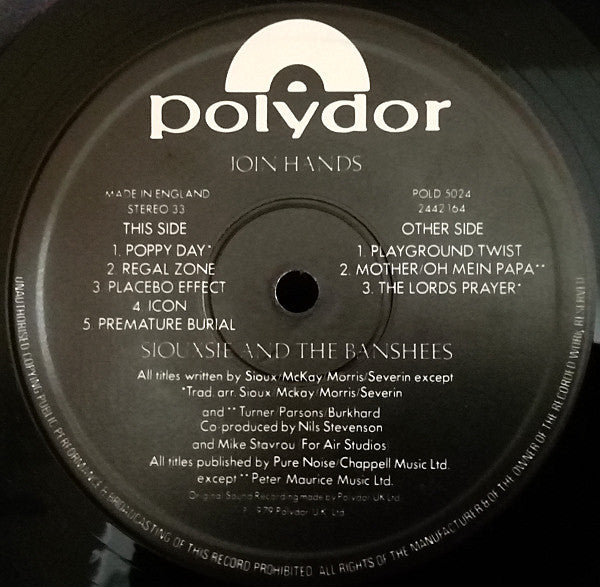 polydor
JOIN HANDS
MADE IN ENGLAND
STEREO 33
POLD 5024
2442 164
THIS SIDE
1. POPPY DAY*
2. REGAL ZONE
3. PLACEBO EFFECT
4. ICON
5. PREMATURE BURIAL
OTHER SIDE
1. PLAYGROUND TWIST
2. MOTHER/OH MEIN PAPA**
3. THE LORDS PRAYER*
SIOUXSIE AND THE BANSHEES
All titles written by Sioux/McKay/Morris/Severin except
*Trad. arr. Sioux/Mckay/Morris/Severin
and ** Turner/Parsons/Burkhard
Co-produced by Nils Stevenson
and Mike Stavrou/For Air Studios
All titles published by Pure Noise/Chappell Music Ltd.
except ** Peter Maurice Music Ltd.
Original Sound Recording made by Polydor UK Ltd.
P. 1979 Polydor U.K. Ltd.
UNAUTHORISED COPYING PUBLIC PERFORMANCE & BROADCASTING OF THIS RECORD PROHIBITED. ALL RIGHTS OF THE MANUFACTURER & OF THE OWNER OF THE RECORDED WORK RESERVED